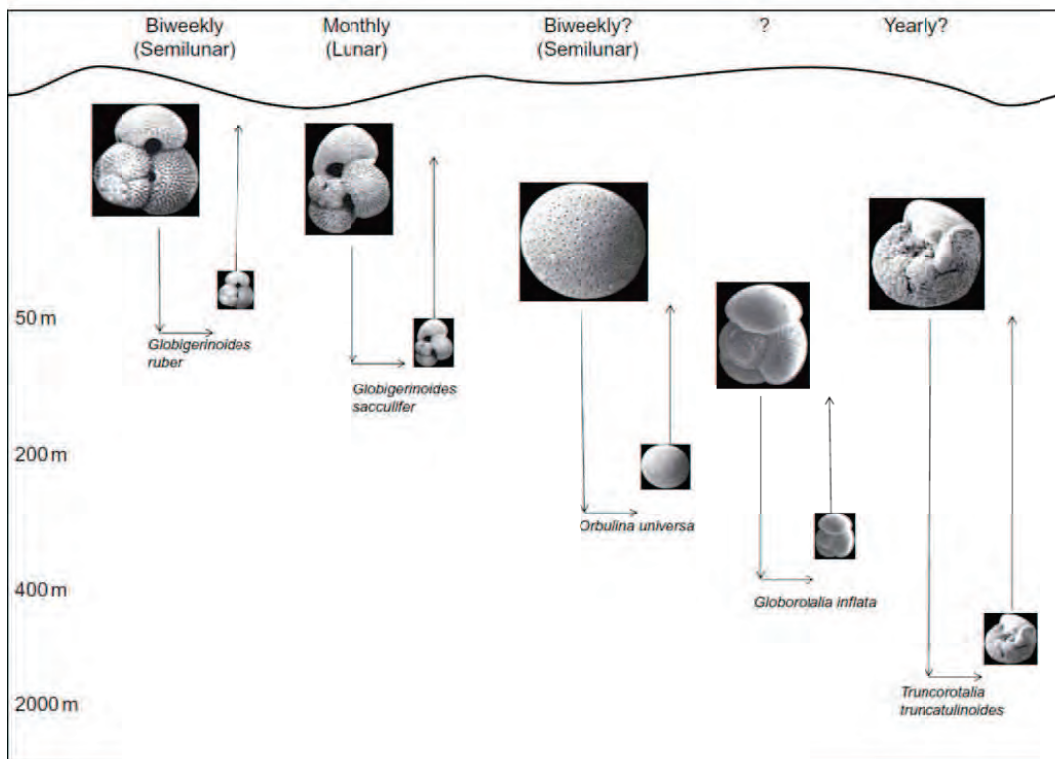 Biweekly
(Semilunar)
Monthly
(Lunar)
Biweekly?
(Semilunar)
?
Yearly?
50 m
Globigerinoides
ruber
Globigerinoides
sacculifer
200 m
Orbulina universa
400 m
Globorotalia inflata
Truncorotalia
truncatulinoides
2000 m